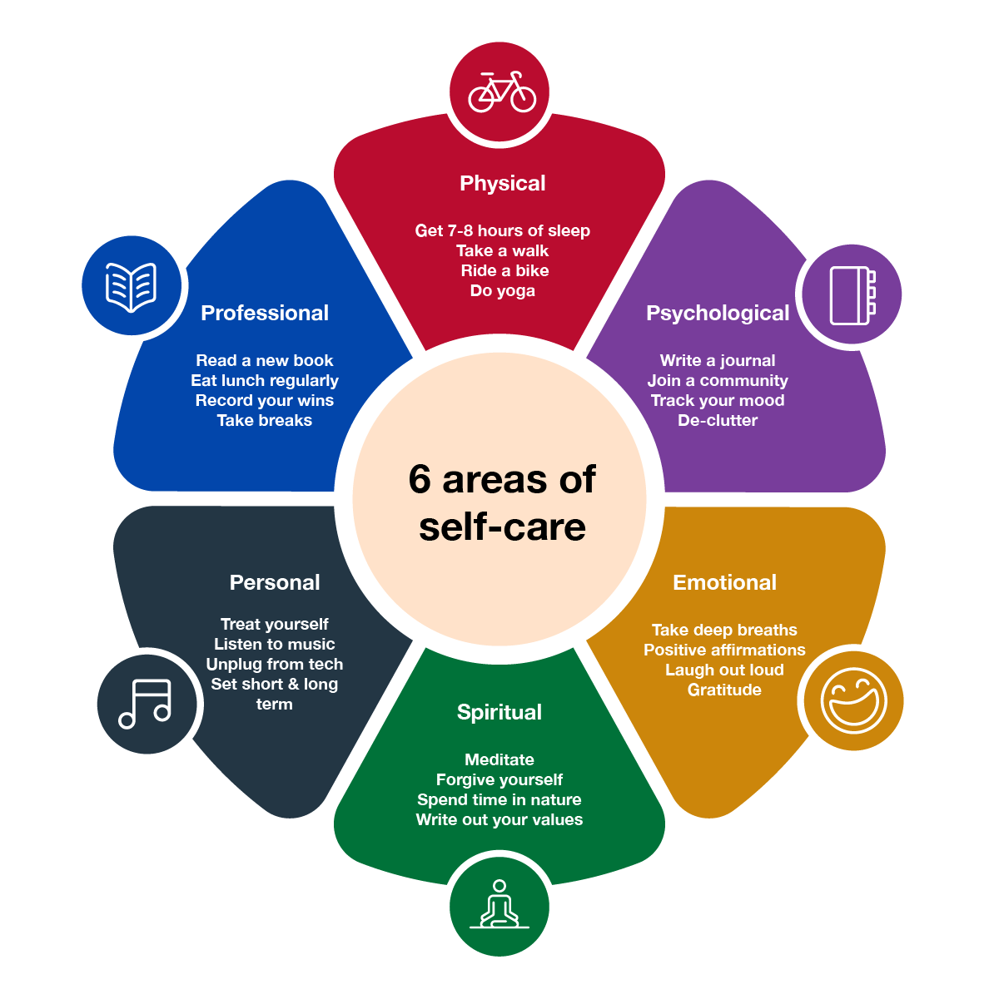 6 areas of
self-care
Physical
Get 7-8 hours of sleep
Take a walk
Ride a bike
Do yoga
Psychological
Write a journal
Join a community
Track your mood
De-clutter
Emotional
Take deep breaths
Positive affirmations
Laugh out loud
Gratitude
Spiritual
Meditate
Forgive yourself
Spend time in nature
Write out your values
Personal
Treat yourself
Listen to music
Unplug from tech
Set short & long
term
Professional
Read a new book
Eat lunch regularly
Record your wins
Take breaks